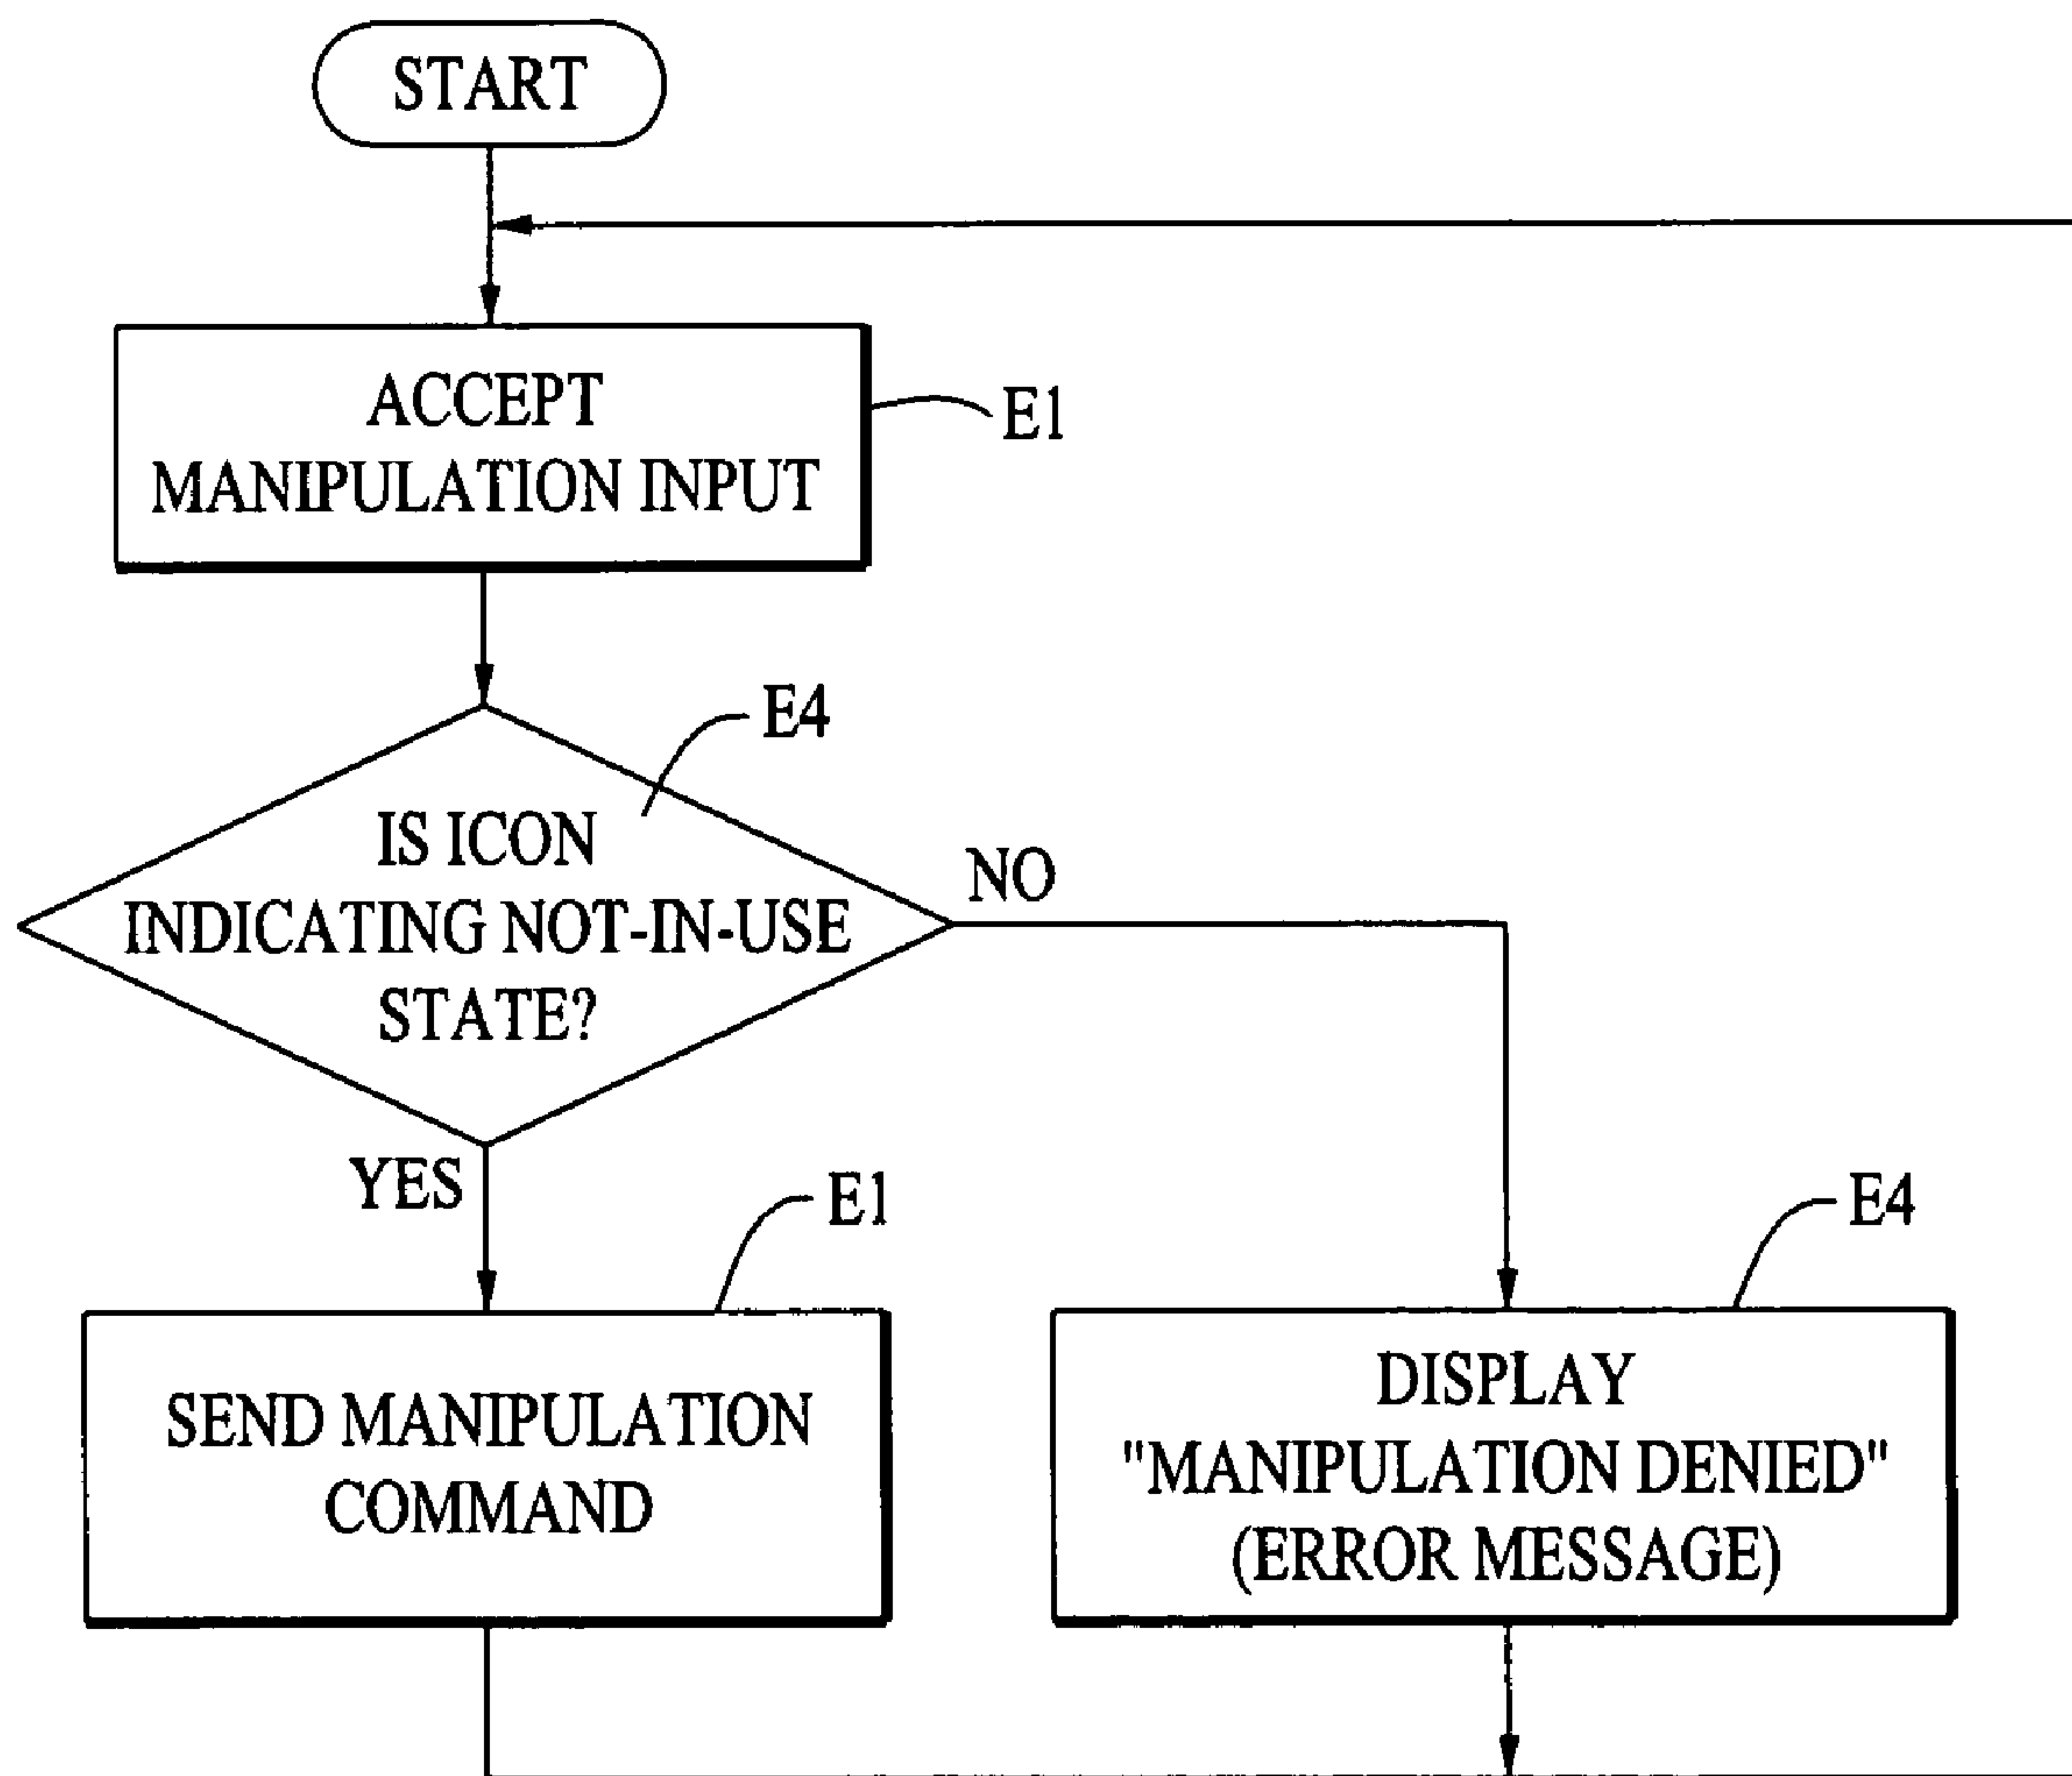 START
ACCEPT
MANIPULATION INPUT
E1
E4
IS ICON
INDICATING NOT-IN-USE
STATE?
NO
YES
E1
E4
SEND MANIPULATION
COMMAND
DISPLAY
"MANIPULATION DENIED"
(ERROR MESSAGE)